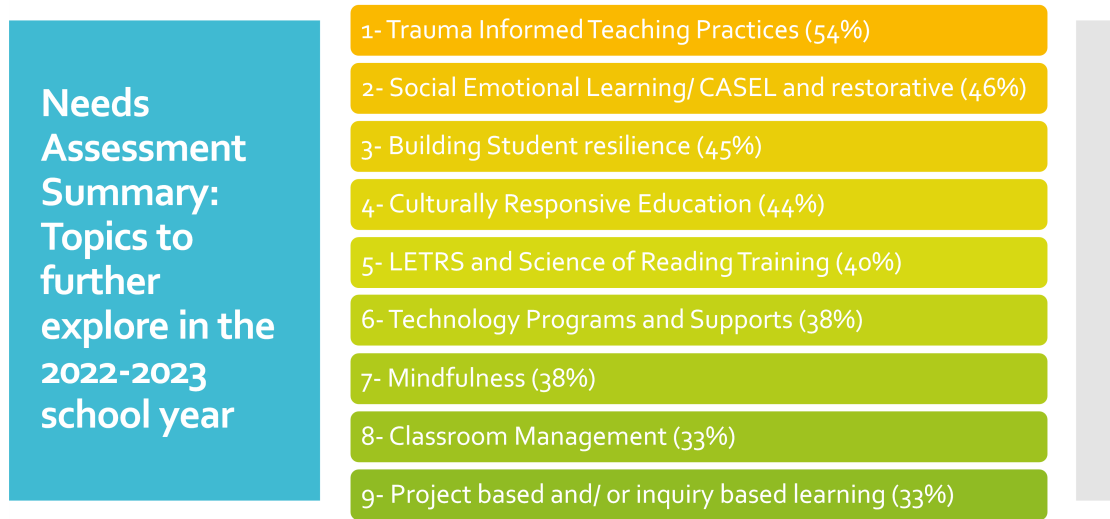 Needs
Assessment
Summary:
Topics to
further
explore in the
2022-2023
school year
1- Trauma Informed Teaching Practices (54%)
2- Social Emotional Learning/ CASEL and restorative (46%)
3- Building Student resilience (45%)
4- Culturally Responsive Education (44%)
5- LETRS and Science of Reading Training (40%)
6- Technology Programs and Supports (38%)
7- Mindfulness (38%)
8- Classroom Management (33%)
9- Project based and/ or inquiry based learning (33%)